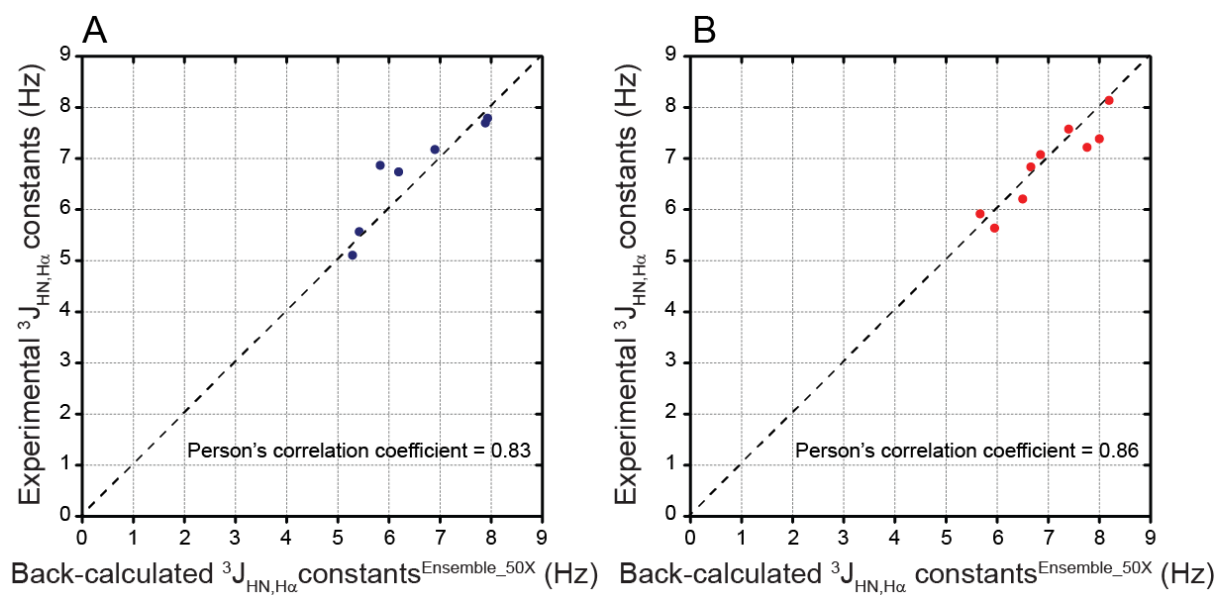 A
Experimental ³J_HN,Hα constants (Hz)
9
8
7
6
5
4
3
2
1
0
Person's correlation coefficient = 0.83
0 1 2 3 4 5 6 7 8 9
Back-calculated ³J_HN,Hα constants^Ensemble_50X (Hz)
B
Experimental ³J_HN,Hα constants (Hz)
9
8
7
6
5
4
3
2
1
0
Person's correlation coefficient = 0.86
0 1 2 3 4 5 6 7 8 9
Back-calculated ³J_HN,Hα constants^Ensemble_50X (Hz)